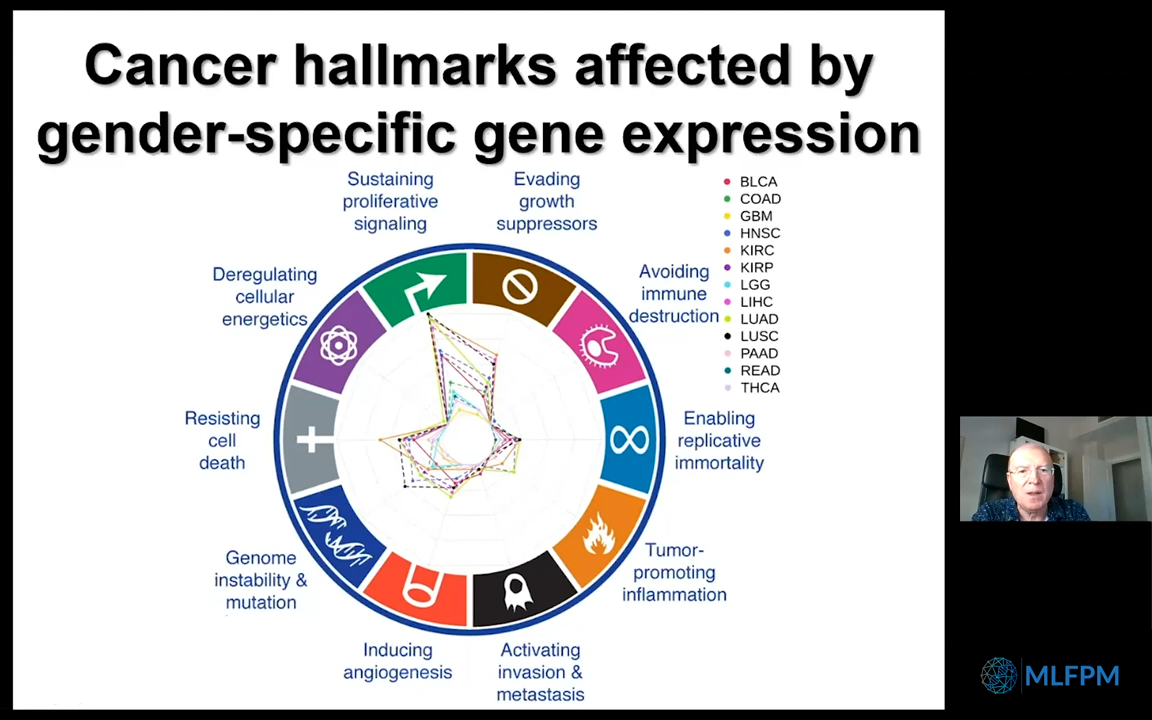 Cancer hallmarks affected by
gender-specific gene expression
Sustaining
proliferative
signaling
Evading
growth
suppressors
Deregulating
cellular
energetics
Avoiding
immune
destruction
Resisting
cell
death
Enabling
replicative
immortality
Genome
instability &
mutation
Tumor-
promoting
inflammation
Inducing
angiogenesis
Activating
invasion &
metastasis
BLCA
COAD
GBM
HNSC
KIRC
KIRP
LGG
LIHC
LUAD
LUSC
PAAD
READ
THCA
MLFPM